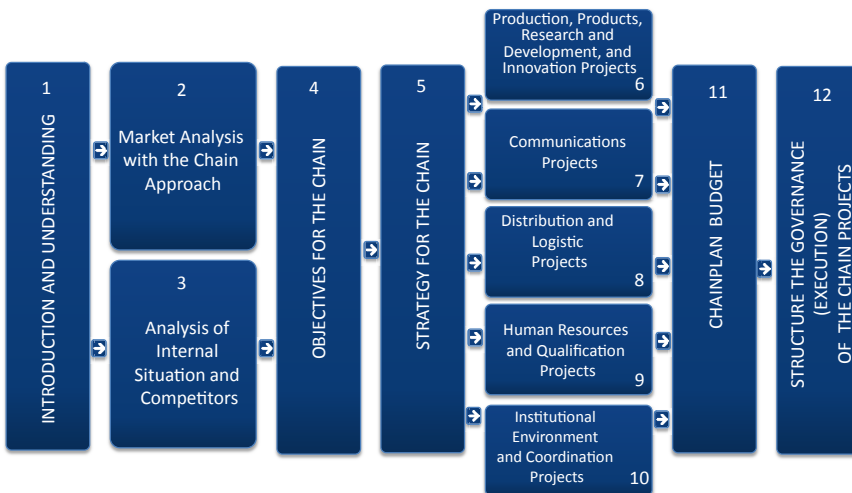 1
INTRODUCTION AND UNDERSTANDING
2
Market Analysis
with the Chain
Approach
3
Analysis of
Internal
Situation and
Competitors
4
OBJECTIVES FOR THE CHAIN
5
STRATEGY FOR THE CHAIN
Production, Products,
Research and
Development, and
Innovation Projects
6
Communications
Projects
7
Distribution and
Logistic
Projects
8
Human Resources
and Qualification
Projects
9
Institutional
Environment
and Coordination
Projects
10
11
CHAINPLAN BUDGET
12
STRUCTURE THE GOVERNANCE
(EXECUTION)
OF THE CHAIN PROJECTS